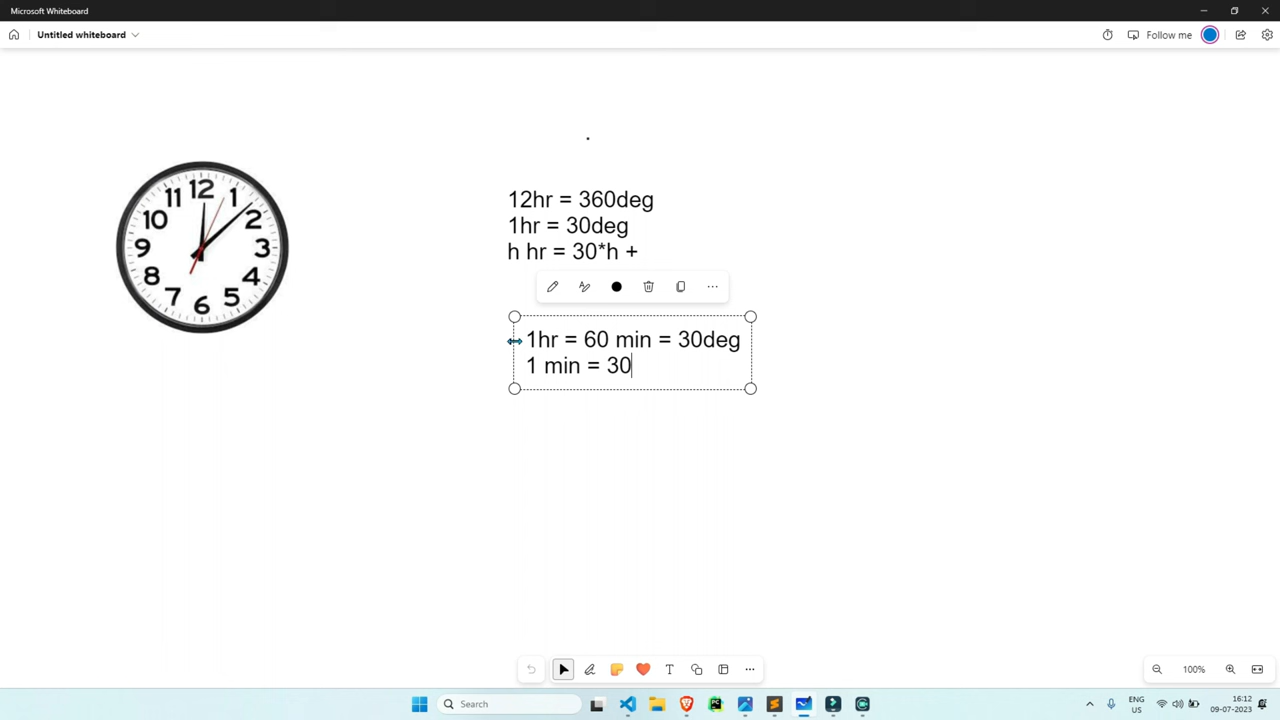 Microsoft Whiteboard
Untitled whiteboard
Follow me
12
11 1
10 2
9 3
8 4
7 5
6
12hr = 360deg
1hr = 30deg
h hr = 30*h +
1hr = 60 min = 30deg
1 min = 30
T
100%
Search
PC
C
ENG
US
16:12
09-07-2023